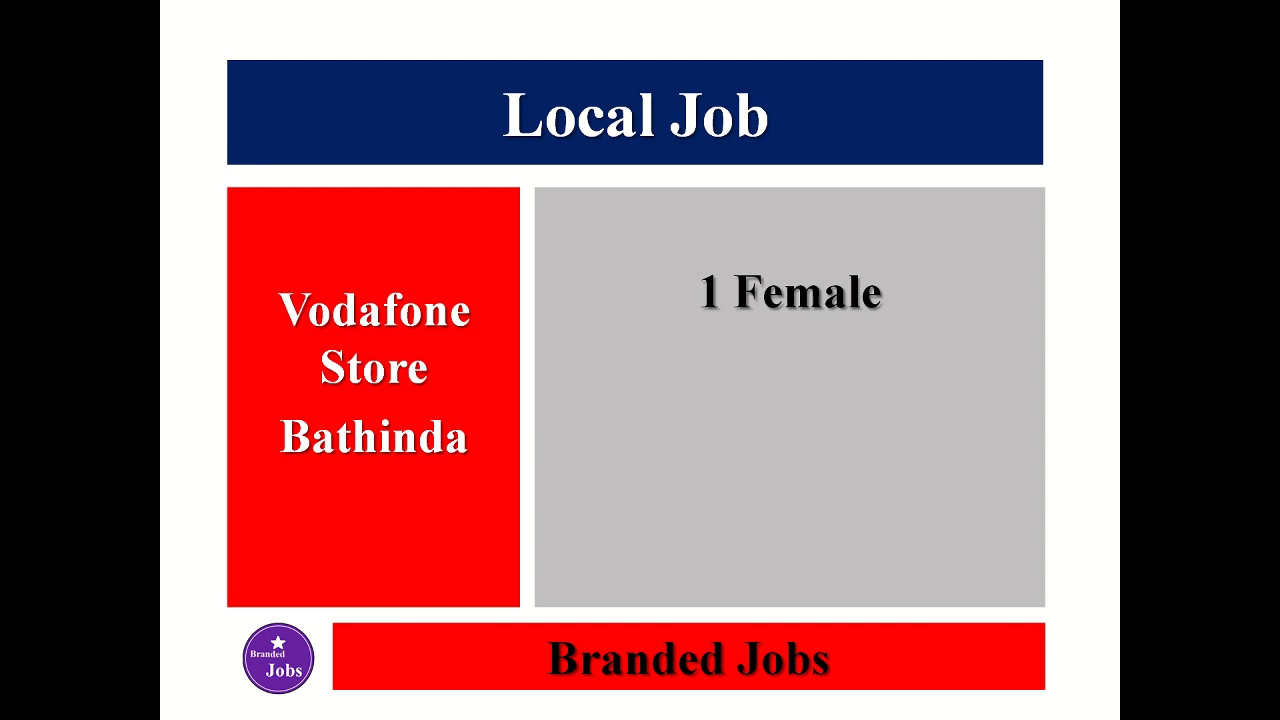 Local Job
Vodafone
Store
Bathinda
1 Female
Branded
Jobs
Branded Jobs